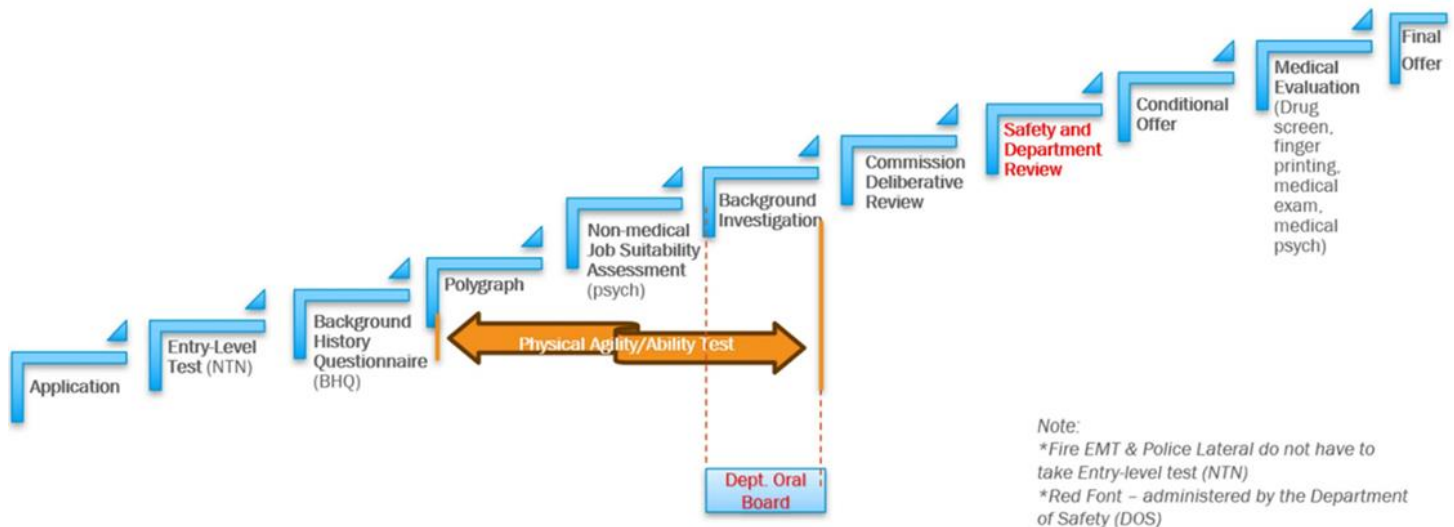 Application
Entry-Level
Test (NTN)
Background
History
Questionnaire
(BHQ)
Polygraph
Physical Agility/Ability Test
Non-medical
Job Suitability
Assessment
(psych)
Background
Investigation
Dept. Oral
Board
Commission
Deliberative
Review
Safety and
Department
Review
Conditional
Offer
Medical
Evaluation
(Drug
screen,
finger
printing,
medical
exam,
medical
psych)
Final
Offer
Note:
*Fire EMT & Police Lateral do not have to
take Entry-level test (NTN)
*Red Font – administered by the Department
of Safety (DOS)